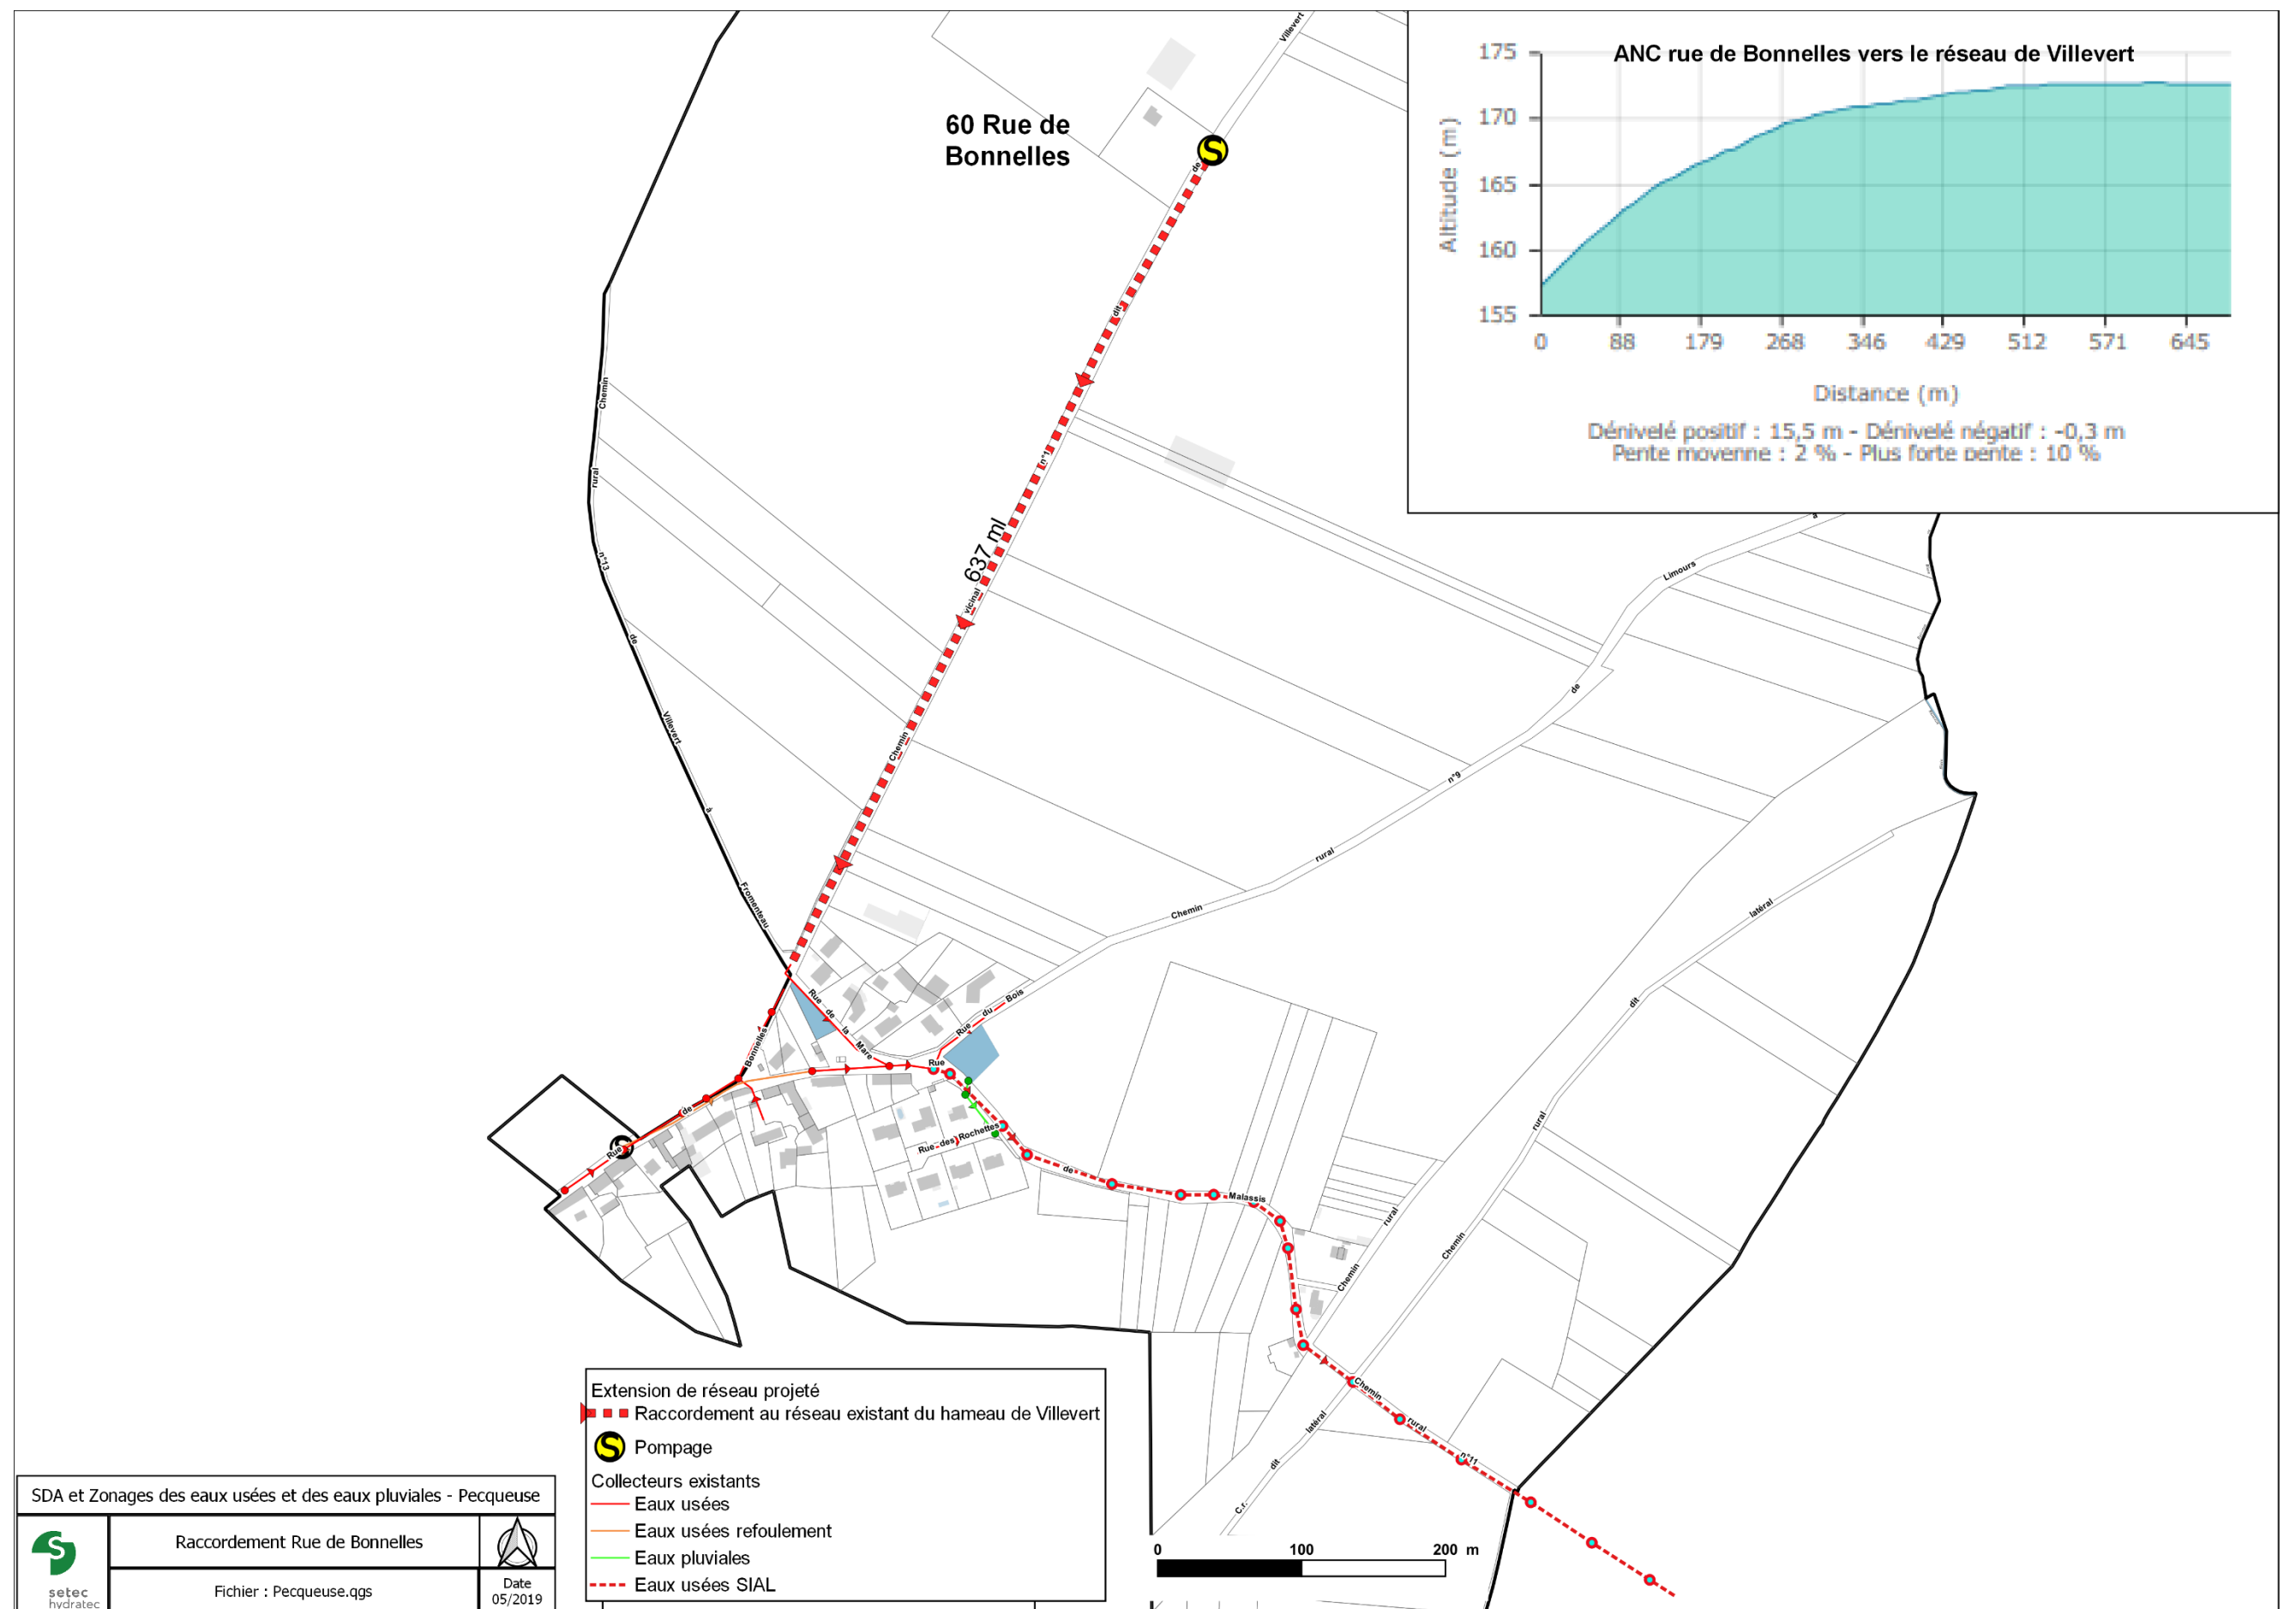 ANC rue de Bonnelles vers le réseau de Villevert
175
170
165
160
155
Altitude (m)
0 88 179 268 346 429 512 571 645
Distance (m)
Dénivelé positif : 15,5 m - Dénivelé négatif : -0,3 m
Pente moyenne : 2 % - Plus forte pente : 10 %
60 Rue de
Bonnelles
S
Villevert
de
dit
n°1
637 ml
vicinal
Chemin
Chemin
rural
n°13
de
Villevert
à
Fromenteau
Limours
de
n°9
rural
Chemin
latéral
dit
rural
Chemin
latéral
dit
C.r.
rural
Chemin
Rue
de
la
Mare
Rue
du
Bois
Rue
Bonnelles
de
Rue
S
Rue des Rochettes
de
Malassis
Chemin
rural
n°11
Extension de réseau projeté
Raccordement au réseau existant du hameau de Villevert
S Pompage
Collecteurs existants
Eaux usées
Eaux usées refoulement
Eaux pluviales
Eaux usées SIAL
0 100 200 m
SDA et Zonages des eaux usées et des eaux pluviales - Pecqueuse
Raccordement Rue de Bonnelles
Fichier : Pecqueuse.qgs
Date
05/2019
setec
hydratec